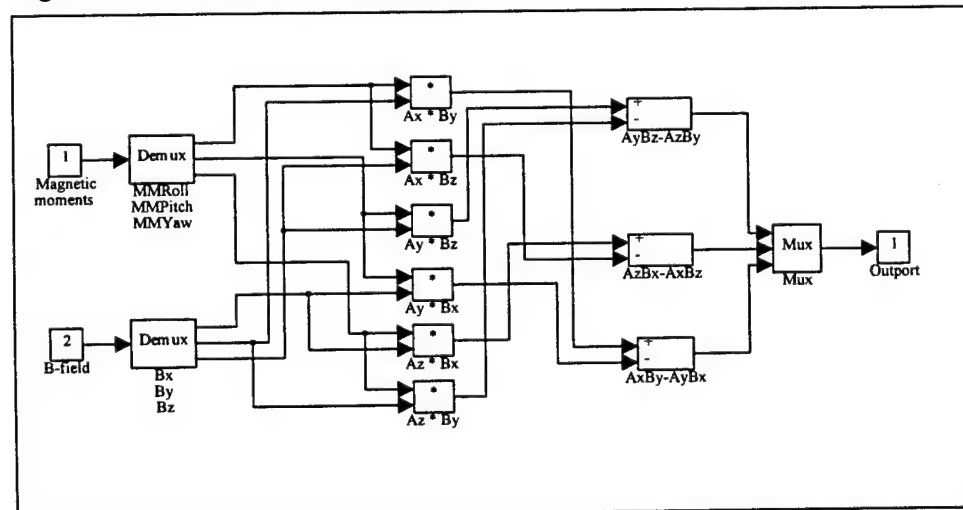 *
Ax * By
+
-
AyBz-AzBy
1
Magnetic
moments
Demux
MMRoll
MMPitch
MMYaw
*
Ax * Bz
*
Ay * Bz
+
-
AzBx-AxBz
Mux
Mux
1
Outport
*
Ay * Bx
2
B-field
Demux
Bx
By
Bz
*
Az * Bx
+
-
AxBy-AyBx
*
Az * By